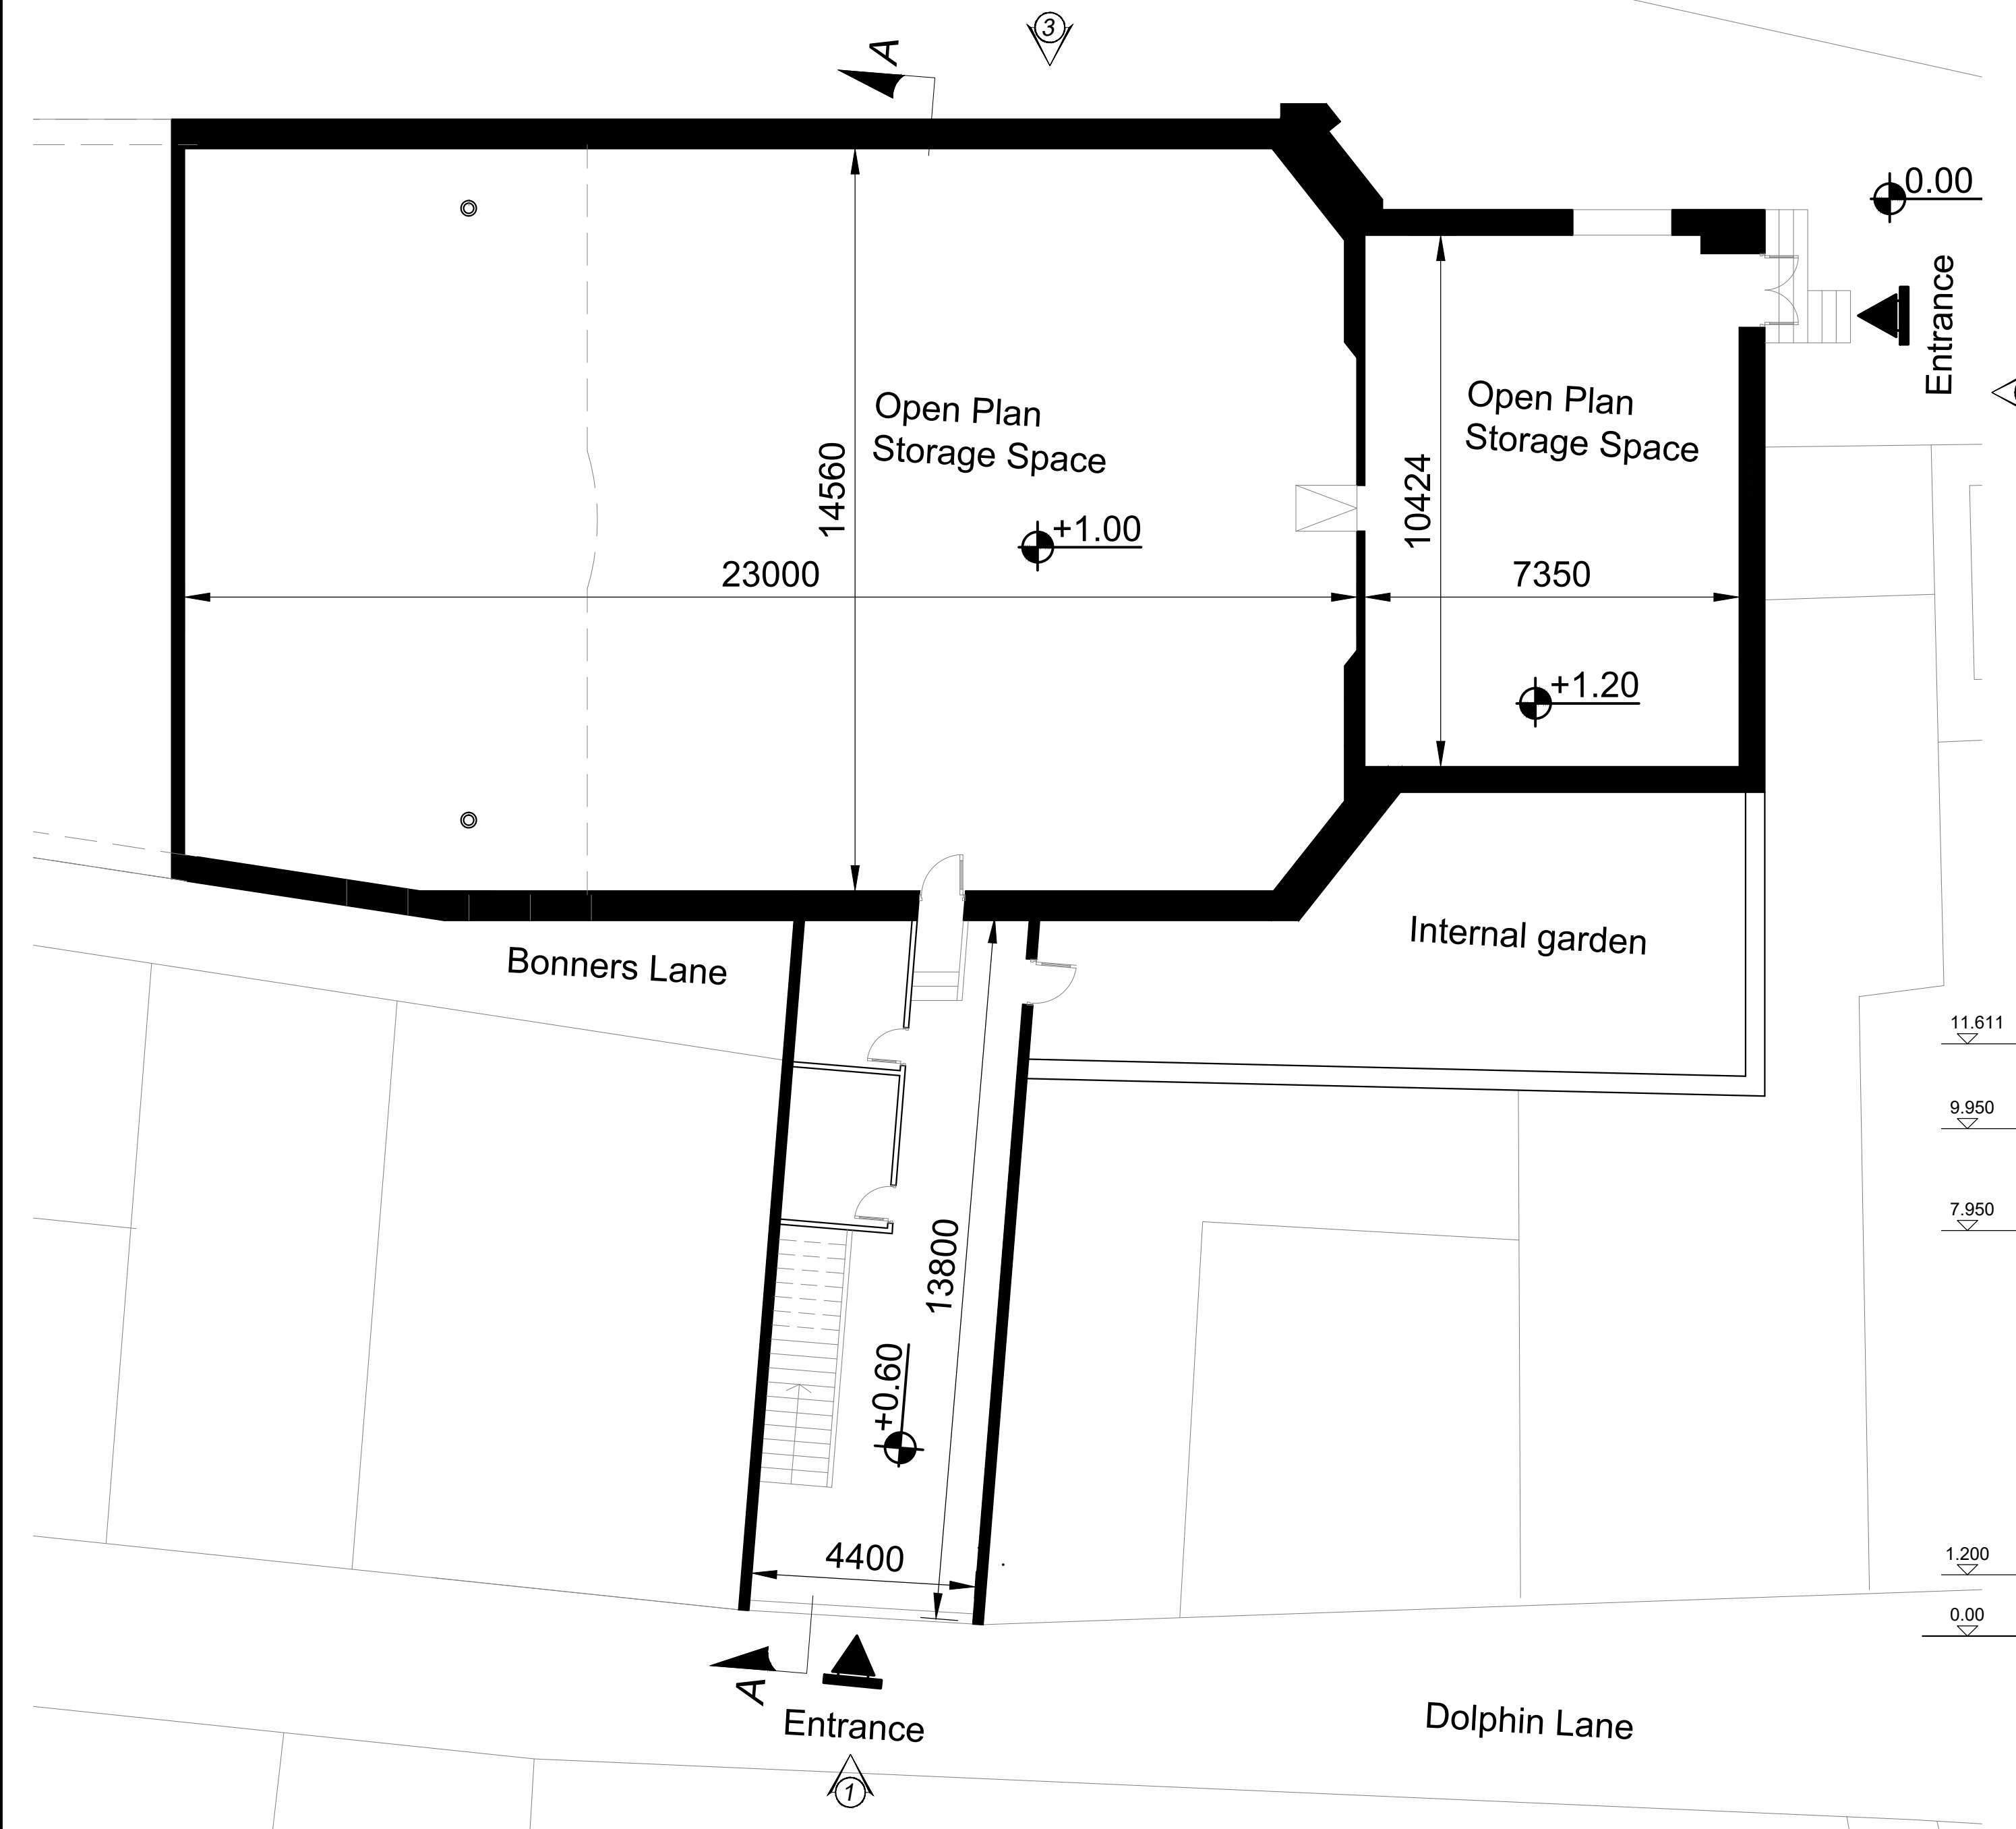 3
A
0.00
Entrance
Open Plan
Storage Space
Open Plan
Storage Space
14560
10424
+1.00
23000
7350
+1.20
Internal garden
Bonners Lane
11.611
9.950
7.950
13800
+0.60
4400
1.200
0.00
A
Entrance
Dolphin Lane
1